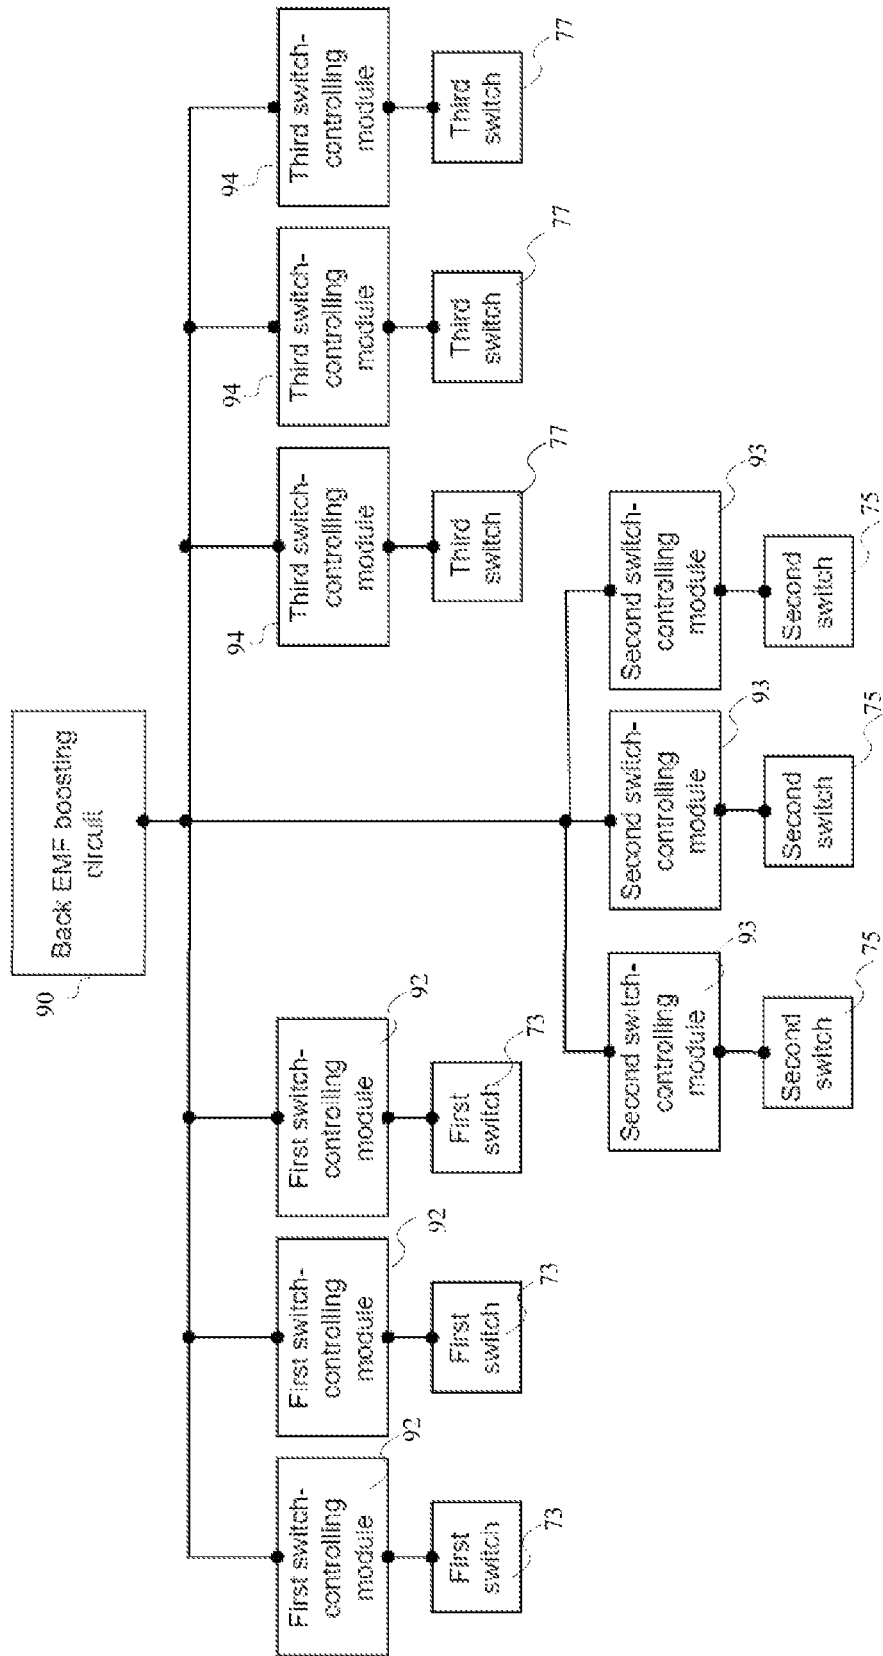 Back EMF boosting
circuit
90
First switch-
controlling
module
92
First switch-
controlling
module
92
First switch-
controlling
module
92
Third switch-
controlling
module
94
Third switch-
controlling
module
94
Third switch-
controlling
module
94
First
switch
73
First
switch
73
First
switch
73
Third
switch
77
Third
switch
77
Third
switch
77
Second switch-
controlling
module
93
Second switch-
controlling
module
93
Second switch-
controlling
module
93
Second
switch
75
Second
switch
75
Second
switch
75